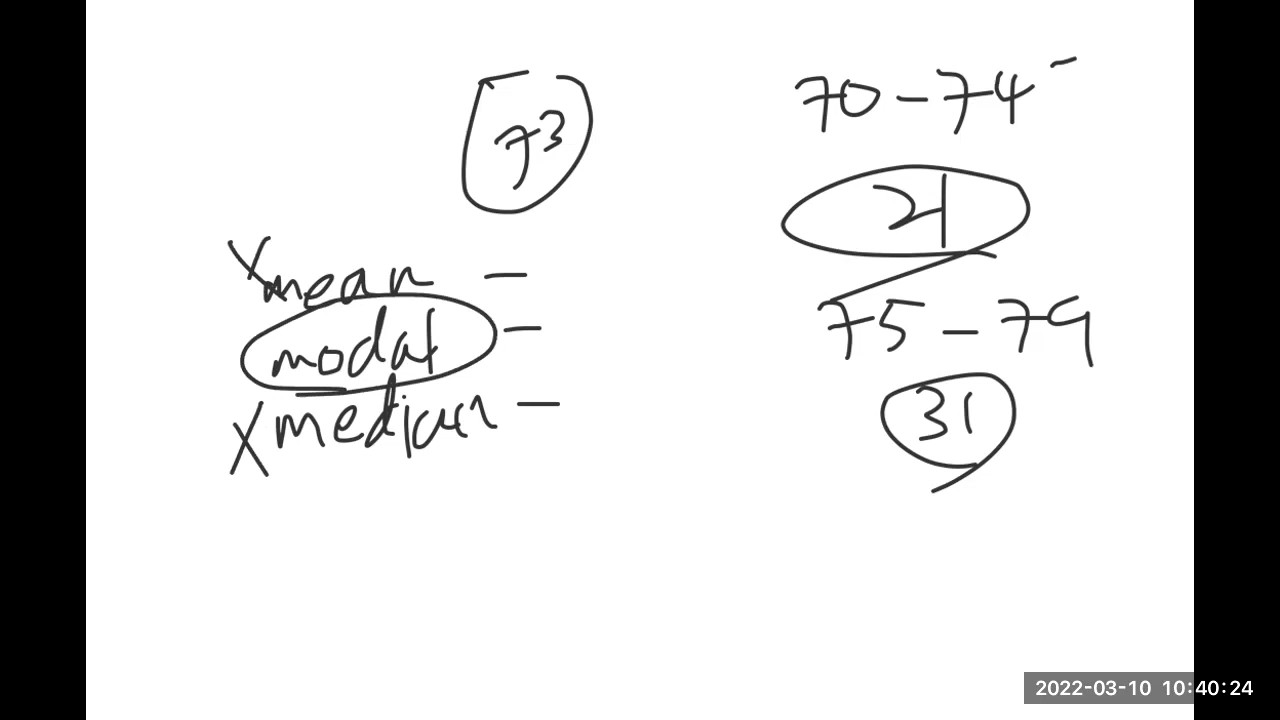 73
70-74
21
75-79
31
x mean -
modal -
x median -
2022-03-10 10:40:24